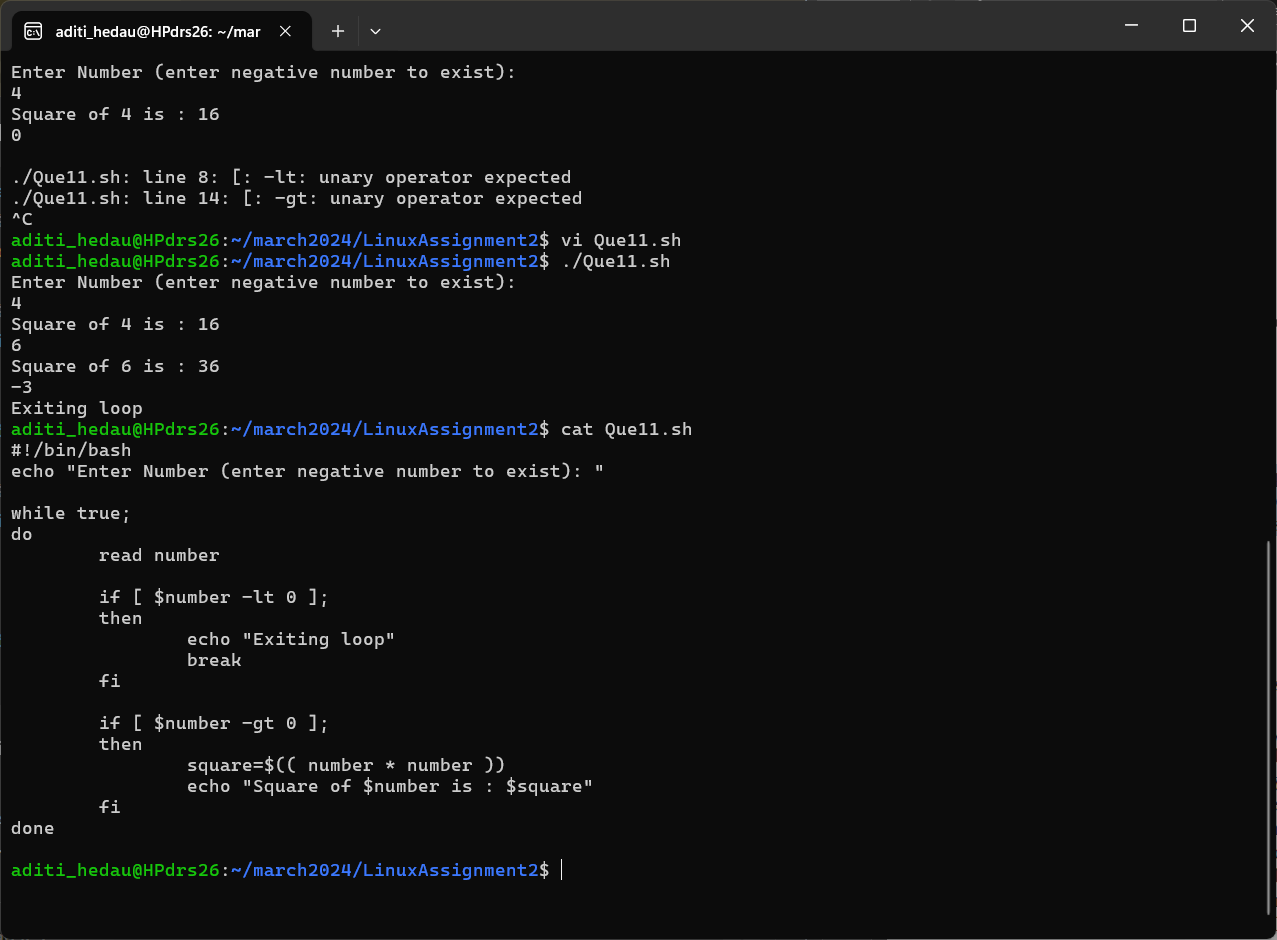 aditi_hedau@HPdrs26: ~/mar
Enter Number (enter negative number to exist):
4
Square of 4 is : 16
0
./Que11.sh: line 8: [: -lt: unary operator expected
./Que11.sh: line 14: [: -gt: unary operator expected
^C
aditi_hedau@HPdrs26:~/march2024/LinuxAssignment2$ vi Que11.sh
aditi_hedau@HPdrs26:~/march2024/LinuxAssignment2$ ./Que11.sh
Enter Number (enter negative number to exist):
4
Square of 4 is : 16
6
Square of 6 is : 36
-3
Exiting loop
aditi_hedau@HPdrs26:~/march2024/LinuxAssignment2$ cat Que11.sh
#!/bin/bash
echo "Enter Number (enter negative number to exist): "
while true;
do
read number
if [ $number -lt 0 ];
then
echo "Exiting loop"
break
fi
if [ $number -gt 0 ];
then
square=$(( number * number ))
echo "Square of $number is : $square"
fi
done
aditi_hedau@HPdrs26:~/march2024/LinuxAssignment2$